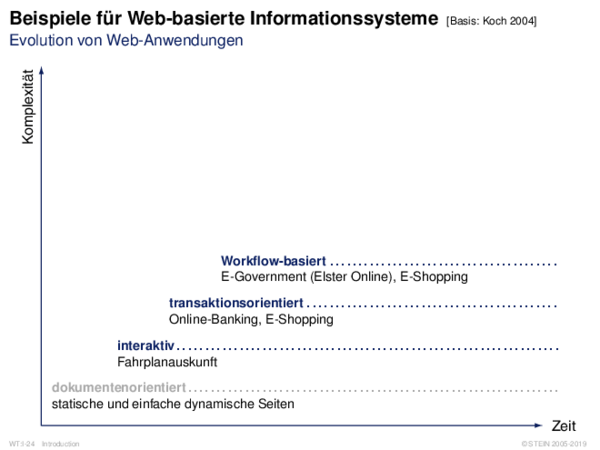 Beispiele für Web-basierte Informationssysteme [Basis: Koch 2004]
Evolution von Web-Anwendungen
Komplexität
Workflow-basiert
E-Government (Elster Online), E-Shopping
transaktionsorientiert
Online-Banking, E-Shopping
interaktiv
Fahrplanauskunft
dokumentenorientiert
statische und einfache dynamische Seiten
Zeit
WT:I-24 Introduction
© STEIN 2005-2019